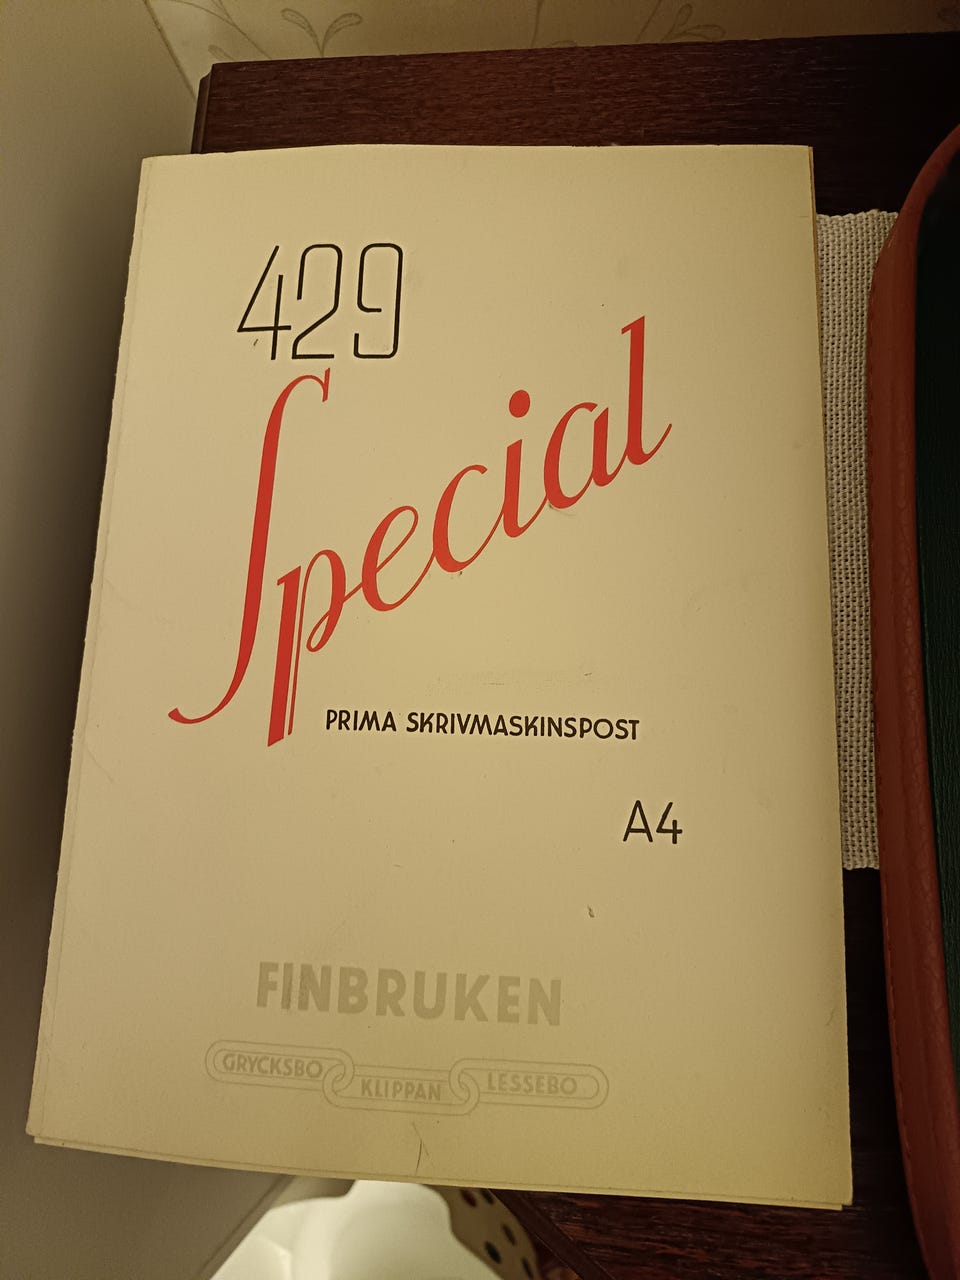 429
Special
PRIMA SKRIVMASKINSPOST
A4
FINBRUKEN
GRYCKSBO KLIPPAN LESSEBO